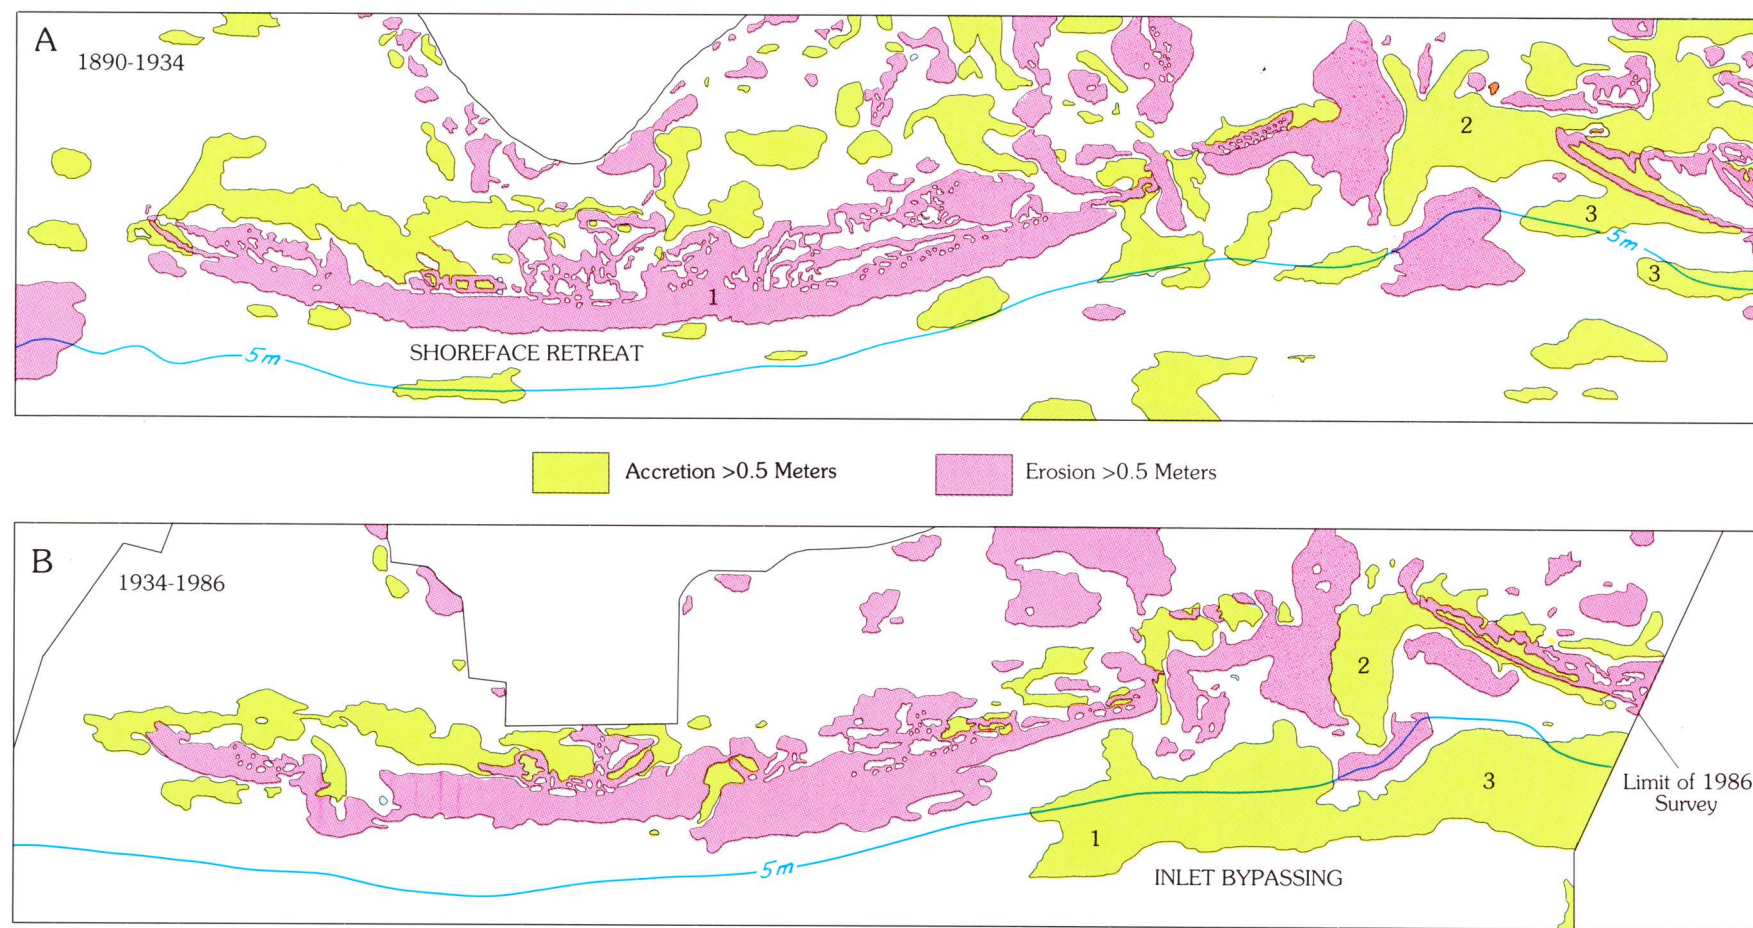 A
1890-1934
2
3
5m
3
1
SHOREFACE RETREAT
5m
Accretion >0.5 Meters
Erosion >0.5 Meters
B
1934-1986
2
3
Limit of 1986
Survey
1
5m
INLET BYPASSING